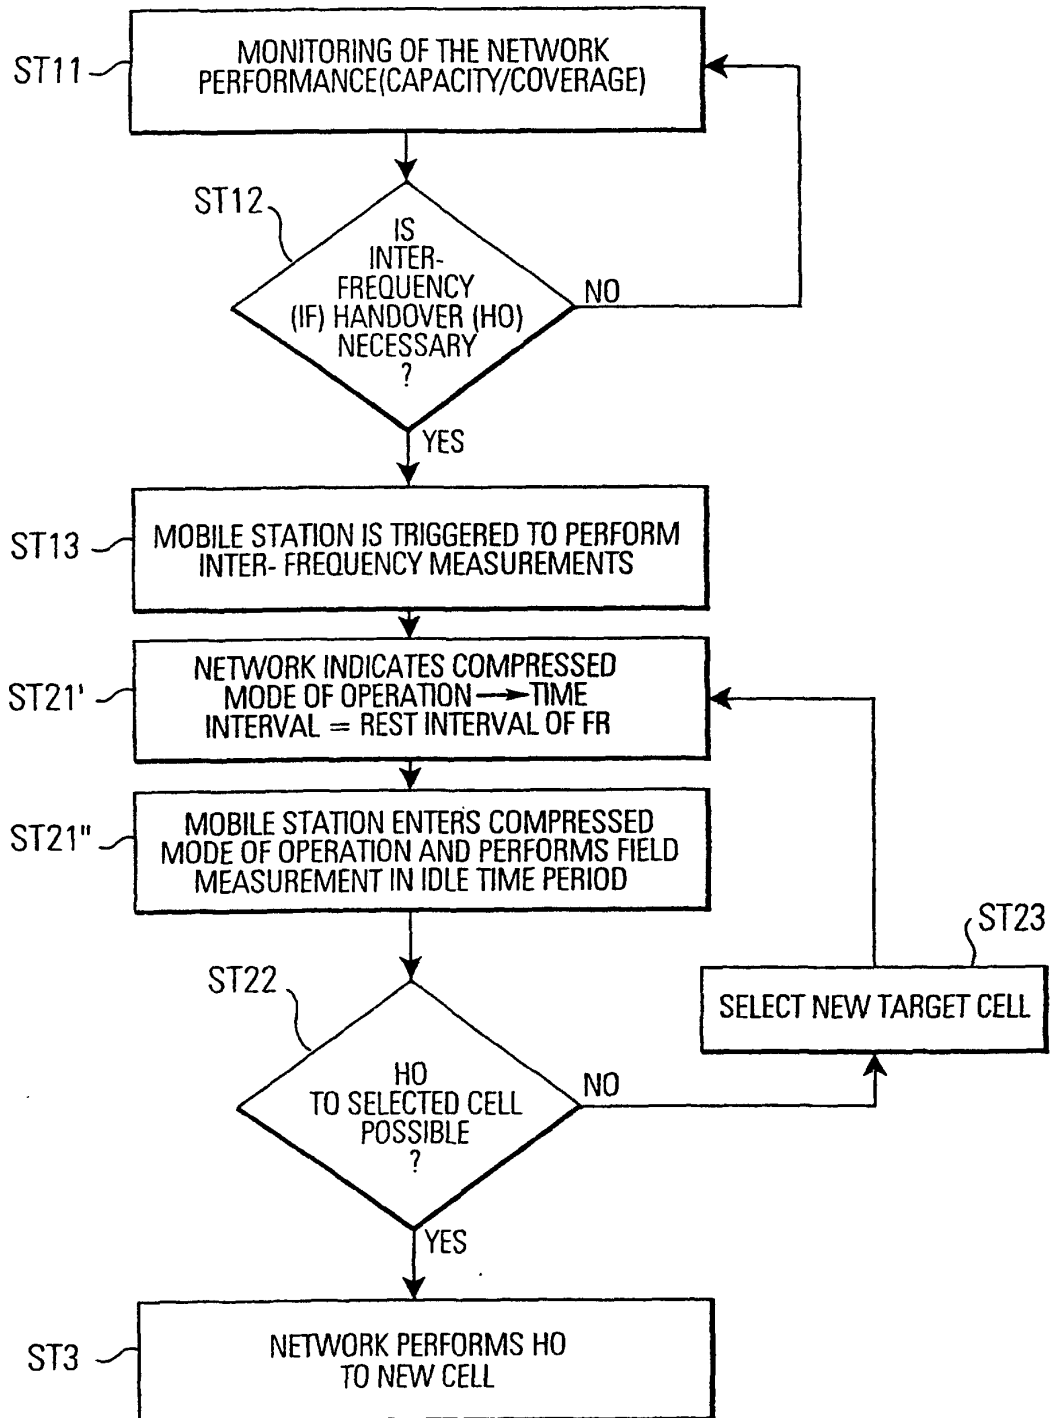 ST11
MONITORING OF THE NETWORK
PERFORMANCE(CAPACITY/COVERAGE)
ST12
IS
INTER-
FREQUENCY
(IF) HANDOVER (HO)
NECESSARY
?
NO
YES
ST13
MOBILE STATION IS TRIGGERED TO PERFORM
INTER- FREQUENCY MEASUREMENTS
ST21'
NETWORK INDICATES COMPRESSED
MODE OF OPERATION → TIME
INTERVAL = REST INTERVAL OF FR
ST21"
MOBILE STATION ENTERS COMPRESSED
MODE OF OPERATION AND PERFORMS FIELD
MEASUREMENT IN IDLE TIME PERIOD
ST23
SELECT NEW TARGET CELL
ST22
HO
TO SELECTED CELL
POSSIBLE
?
NO
YES
ST3
NETWORK PERFORMS HO
TO NEW CELL